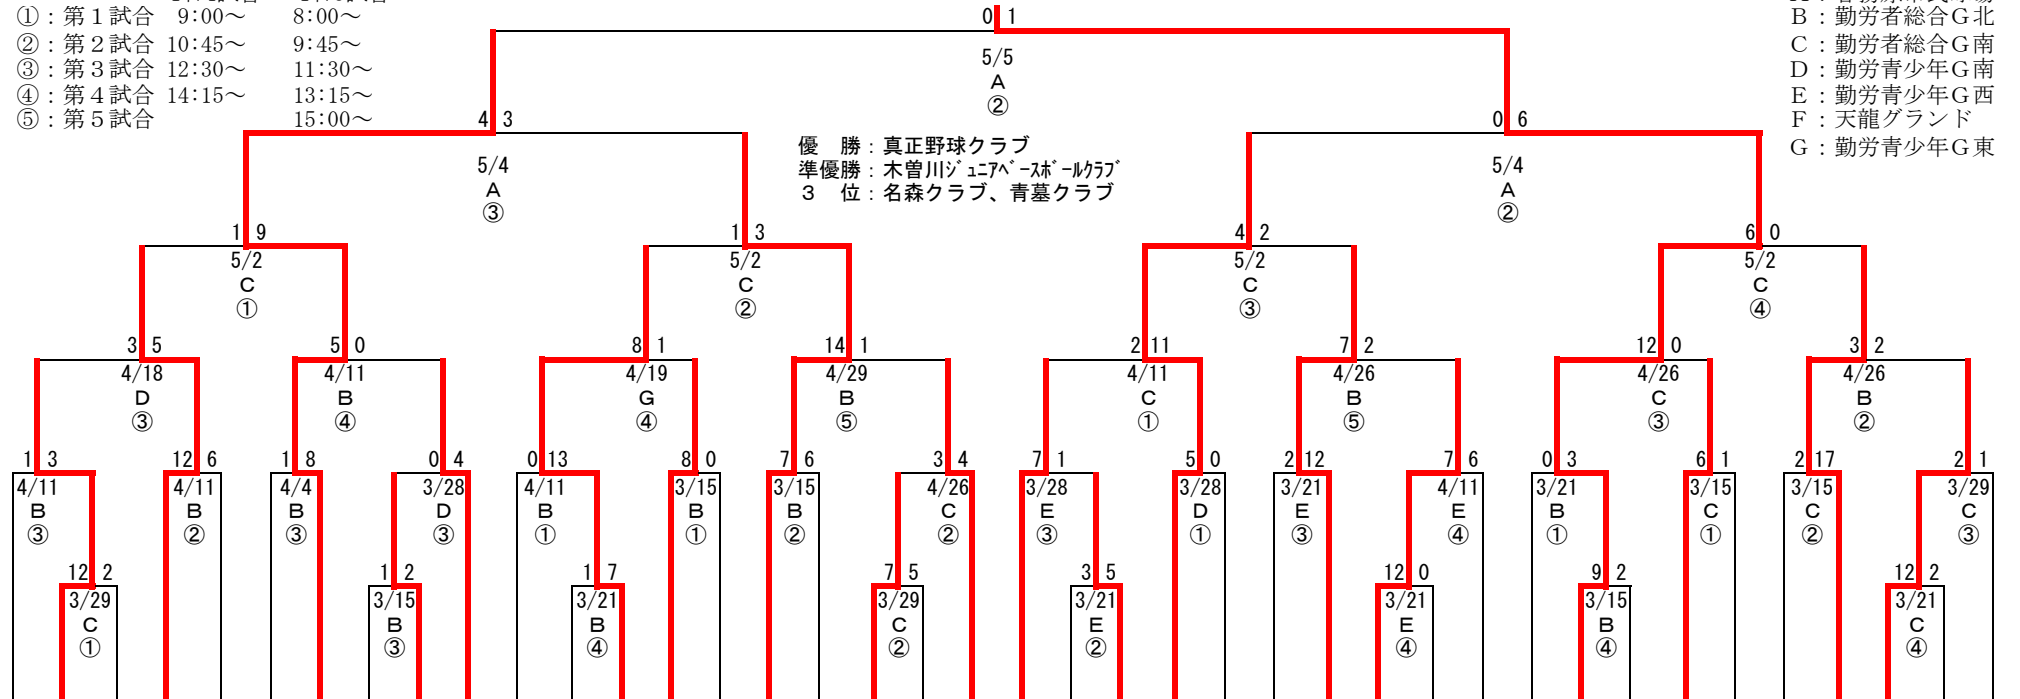 ①：第１試合 9:00～ 8:00～
②：第２試合 10:45～ 9:45～
③：第３試合 12:30～ 11:30～
④：第４試合 14:15～ 13:15～
⑤：第５試合 15:00～
B：勤労者総合Ｇ北
C：勤労者総合Ｇ南
D：勤労青少年Ｇ南
E：勤労青少年Ｇ西
F：天龍グランド
G：勤労青少年Ｇ東
0 1
5/5
A
②
4 3
0 6
優　勝：真正野球クラブ
準優勝：木曽川ｼﾞｭﾆｱﾍﾞｰｽﾎﾞｰﾙｸﾗﾌﾞ
３　位：名森クラブ、青墓クラブ
5/4 5/4
A A
③ ②
1 9 1 3 4 2 6 0
5/2 5/2 5/2 5/2
C C C C
① ② ③ ④
3 5 5 0 8 1 14 1 2 11 7 2 12 0 3 2
4/18 4/11 4/19 4/29 4/11 4/26 4/26 4/26
D B G B C B C B
③ ④ ④ ⑤ ① ⑤ ③ ②
1 3 12 6 1 8 0 4 0 13 8 0 7 6 3 4 7 1 5 0 2 12 7 6 0 3 6 1 2 17 2 1
4/11 4/11 4/4 3/28 4/11 3/15 3/15 4/26 3/28 3/28 3/21 4/11 3/21 3/15 3/15 3/29
B B B D B B B C E D E E B C C C
③ ② ③ ③ ① ① ② ② ③ ① ③ ④ ① ① ② ③
12 2 1 2 1 7 7 5 3 5 12 0 9 2 12 2
3/29 3/15 3/21 3/29 3/21 3/21 3/15 3/21
C B B C E E B C
① ③ ④ ② ② ④ ④ ④